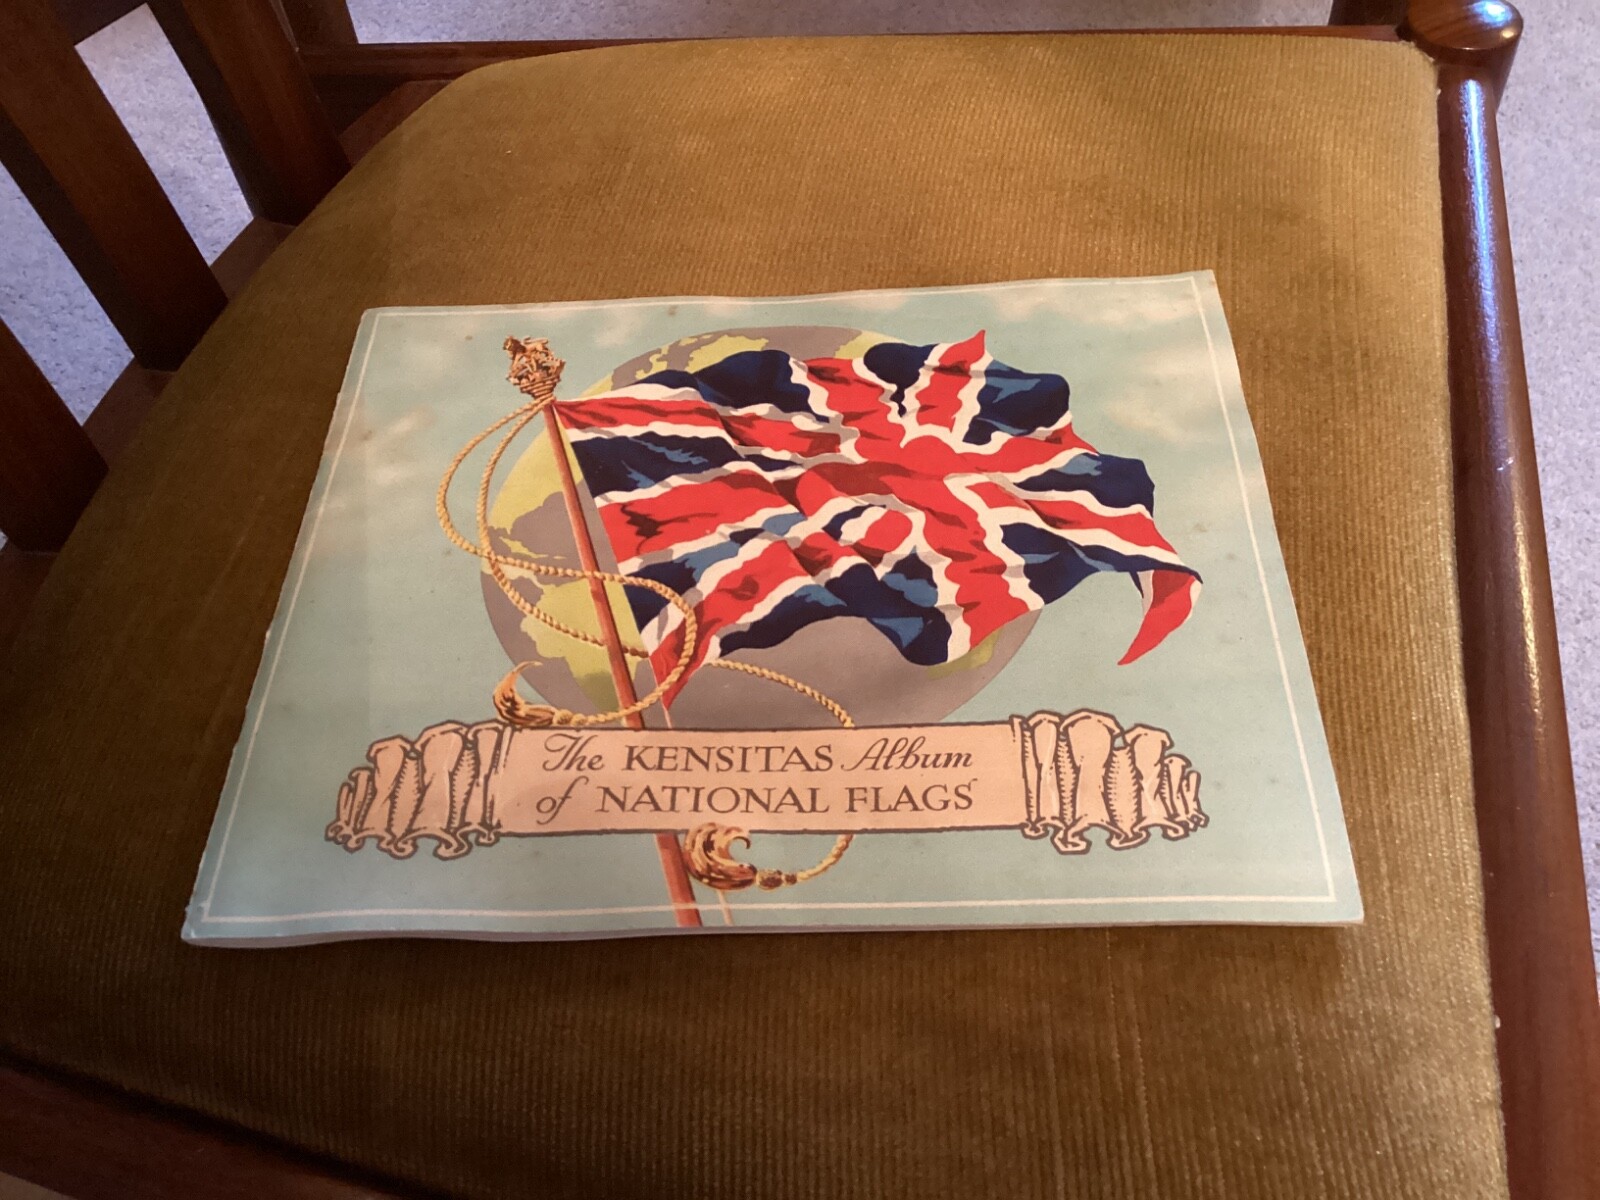 The KENSITAS Album
of NATIONAL FLAGS